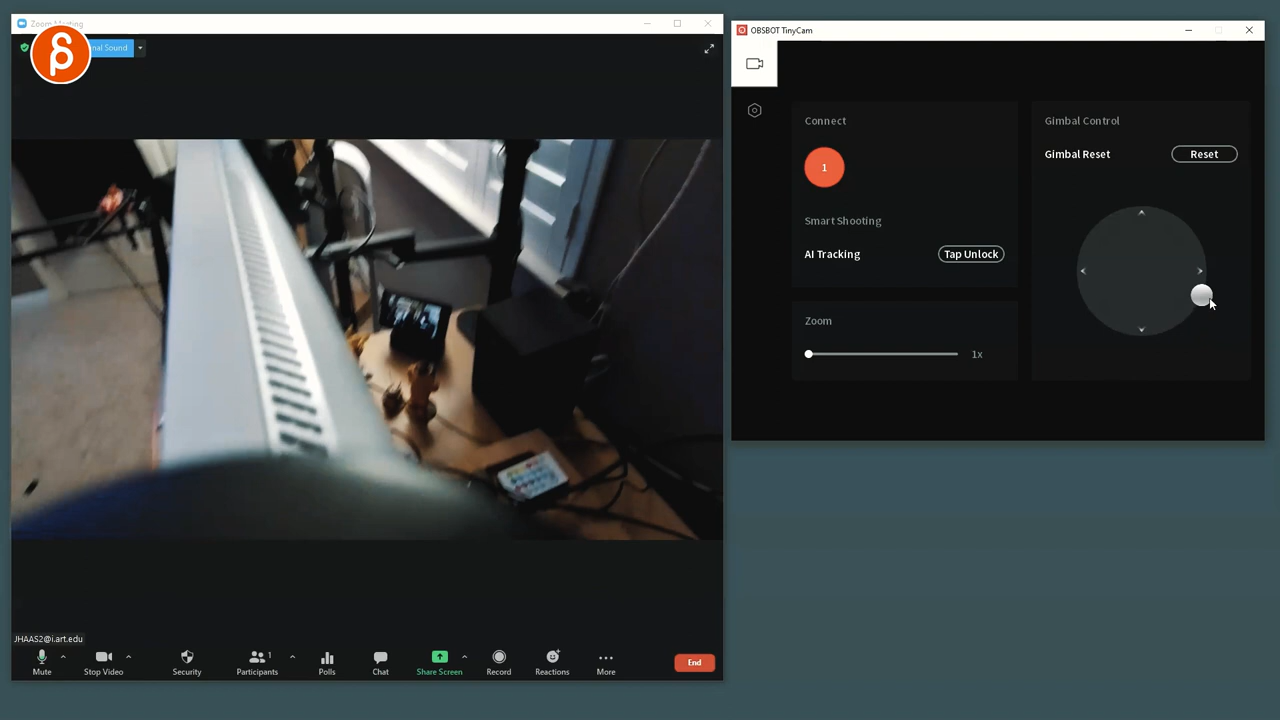 Zoom Meeting
nal Sound
JHAAS2@i.art.edu
Mute
Stop Video
Security
1
Participants
Polls
Chat
Share Screen
Record
Reactions
More
End
OBSBOT TinyCam
Connect
1
Smart Shooting
AI Tracking
Tap Unlock
Zoom
1x
Gimbal Control
Gimbal Reset
Reset